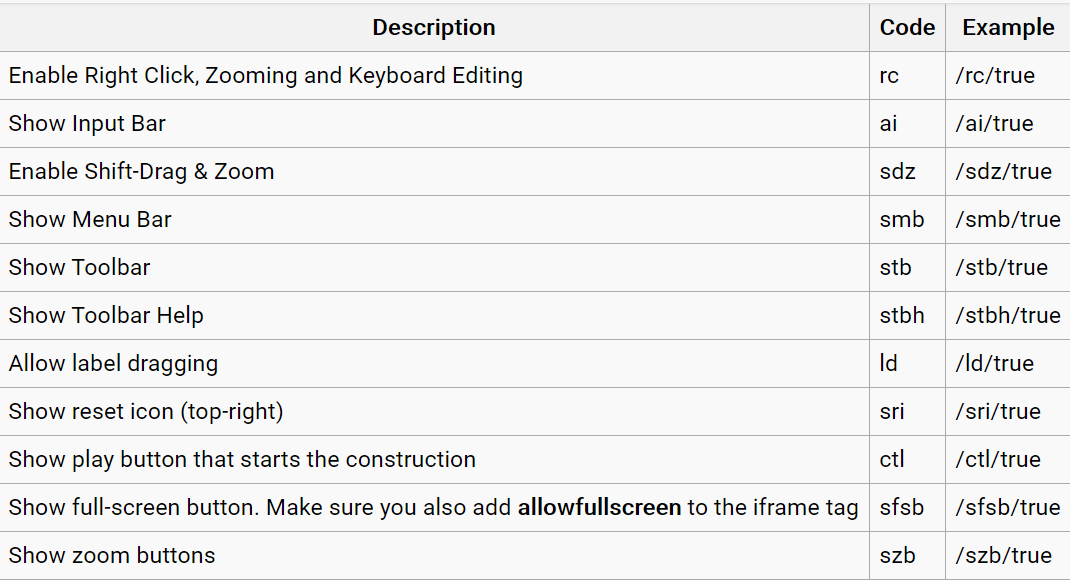 Description Code Example
Enable Right Click, Zooming and Keyboard Editing rc /rc/true
Show Input Bar ai /ai/true
Enable Shift-Drag & Zoom sdz /sdz/true
Show Menu Bar smb /smb/true
Show Toolbar stb /stb/true
Show Toolbar Help stbh /stbh/true
Allow label dragging ld /ld/true
Show reset icon (top-right) sri /sri/true
Show play button that starts the construction ctl /ctl/true
Show full-screen button. Make sure you also add allowfullscreen to the iframe tag sfsb /sfsb/true
Show zoom buttons szb /szb/true